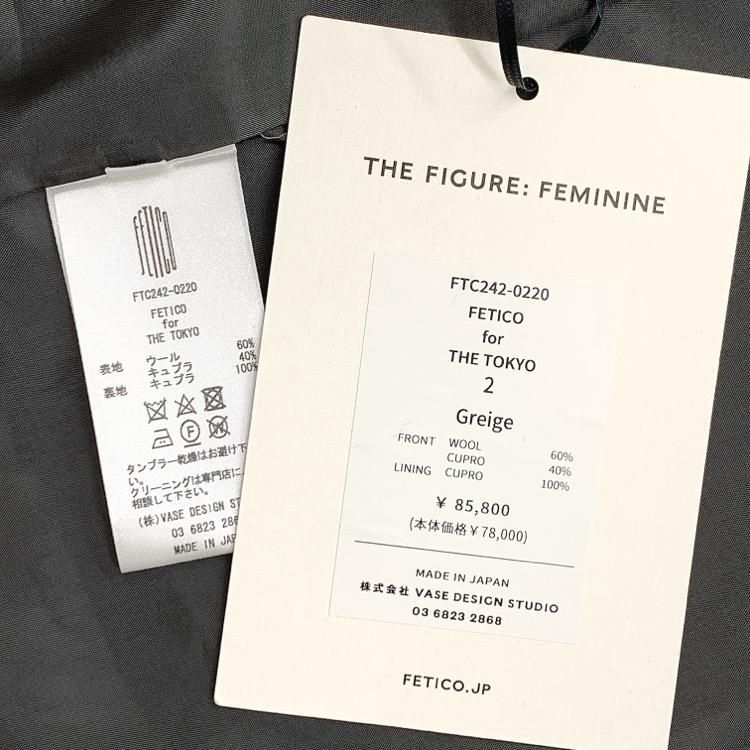 FETICO
FTC242-0220
FETICO
for
THE TOKYO
表地 ウール 60%
キュプラ 40%
裏地 キュプラ 100%
タンブラー乾燥はお避け下
い。
クリーニングは専門店に
相談して下さい。
(株)VASE DESIGN ST
03 6823 286
MADE IN JAP
THE FIGURE: FEMININE
FTC242-0220
FETICO
for
THE TOKYO
2
Greige
FRONT WOOL 60%
CUPRO 40%
LINING CUPRO 100%
¥ 85,800
(本体価格¥78,000)
MADE IN JAPAN
株式会社 VASE DESIGN STUDIO
03 6823 2868
FETICO.JP